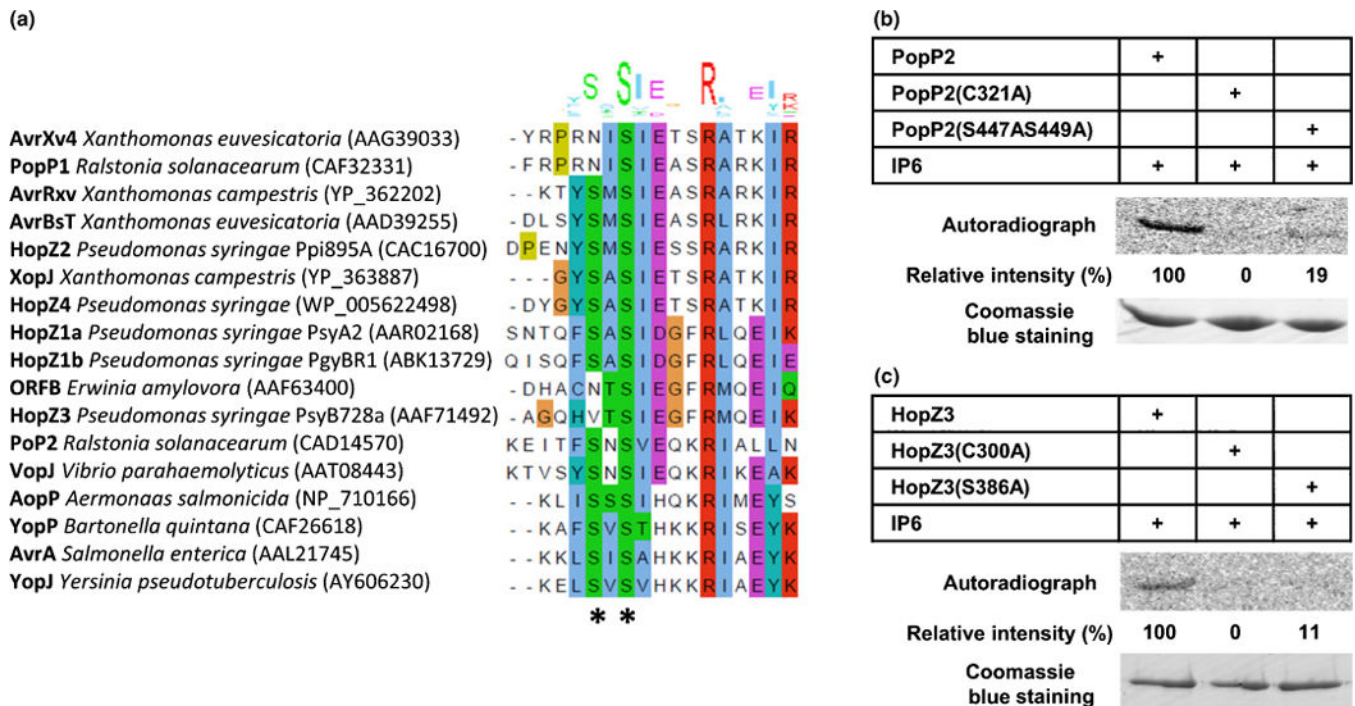 (a)
S SIE R. EI R
AvrXv4 Xanthomonas euvesicatoria (AAG39033) -YRPRNISIETSRATKIR
PopP1 Ralstonia solanacearum (CAF32331) -FRPRNISIEASRARKIR
AvrRxv Xanthomonas campestris (YP_362202) --KTYSMSIEASRARKIR
AvrBsT Xanthomonas euvesicatoria (AAD39255) -DLSYSMSIEASRLRKIR
HopZ2 Pseudomonas syringae Ppi895A (CAC16700) DPENYSMSIESSRARKIR
XopJ Xanthomonas campestris (YP_363887) ---GYSASIETSRATKIR
HopZ4 Pseudomonas syringae (WP_005622498) -DYGYSASIETSRATKIR
HopZ1a Pseudomonas syringae PsyA2 (AAR02168) SNTQFSASIDGFRLQEIK
HopZ1b Pseudomonas syringae PgyBR1 (ABK13729) QISQFSASIDGFRLQEIE
ORFB Erwinia amylovora (AAF63400) -DHACNTSIEGFRMQEIQ
HopZ3 Pseudomonas syringae PsyB728a (AAF71492) -AGQHVTSIEGFRMQEIK
PoP2 Ralstonia solanacearum (CAD14570) KEITFSNSVEQKRIALLN
VopJ Vibrio parahaemolyticus (AAT08443) KTVSYSNSIEQKRIKEAK
AopP Aermonaas salmonicida (NP_710166) --KLISSSIHQKRIMEYS
YopP Bartonella quintana (CAF26618) --KAFSVSTHKKRISEYK
AvrA Salmonella enterica (AAL21745) --KKLSISAHKKRIAEYK
YopJ Yersinia pseudotuberculosis (AY606230) --KELSVSVHKKRIAEYK
* *
(b)
PopP2 +
PopP2(C321A) +
PopP2(S447AS449A) +
IP6 + + +
Autoradiograph
Relative intensity (%) 100 0 19
Coomassie
blue staining
(c)
HopZ3 +
HopZ3(C300A) +
HopZ3(S386A) +
IP6 + + +
Autoradiograph
Relative intensity (%) 100 0 11
Coomassie
blue staining